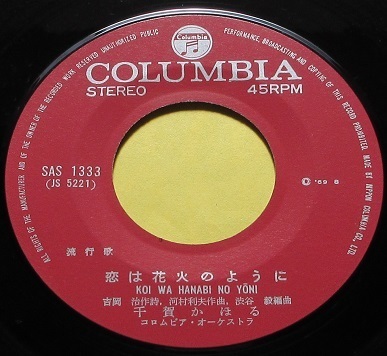 Columbia
COLUMBIA
STEREO
45RPM
SAS 1333
(JS 5221)
Ⓟ '69 8
流行歌
恋は花火のように
KOI WA HANABI NO YŌNI
吉岡 治作詩, 河村利夫作曲, 渋谷 毅編曲
千賀かほる
コロムビア・オーケストラ
ALL RIGHTS OF THE MANUFACTURER AND OF THE OWNER OF THE RECORDED WORK RESERVED UNAUTHORIZED PUBLIC PERFORMANCE, BROADCASTING AND COPYING OF THIS RECORD PROHIBITED. MADE BY NIPPON COLUMBIA CO., LTD.